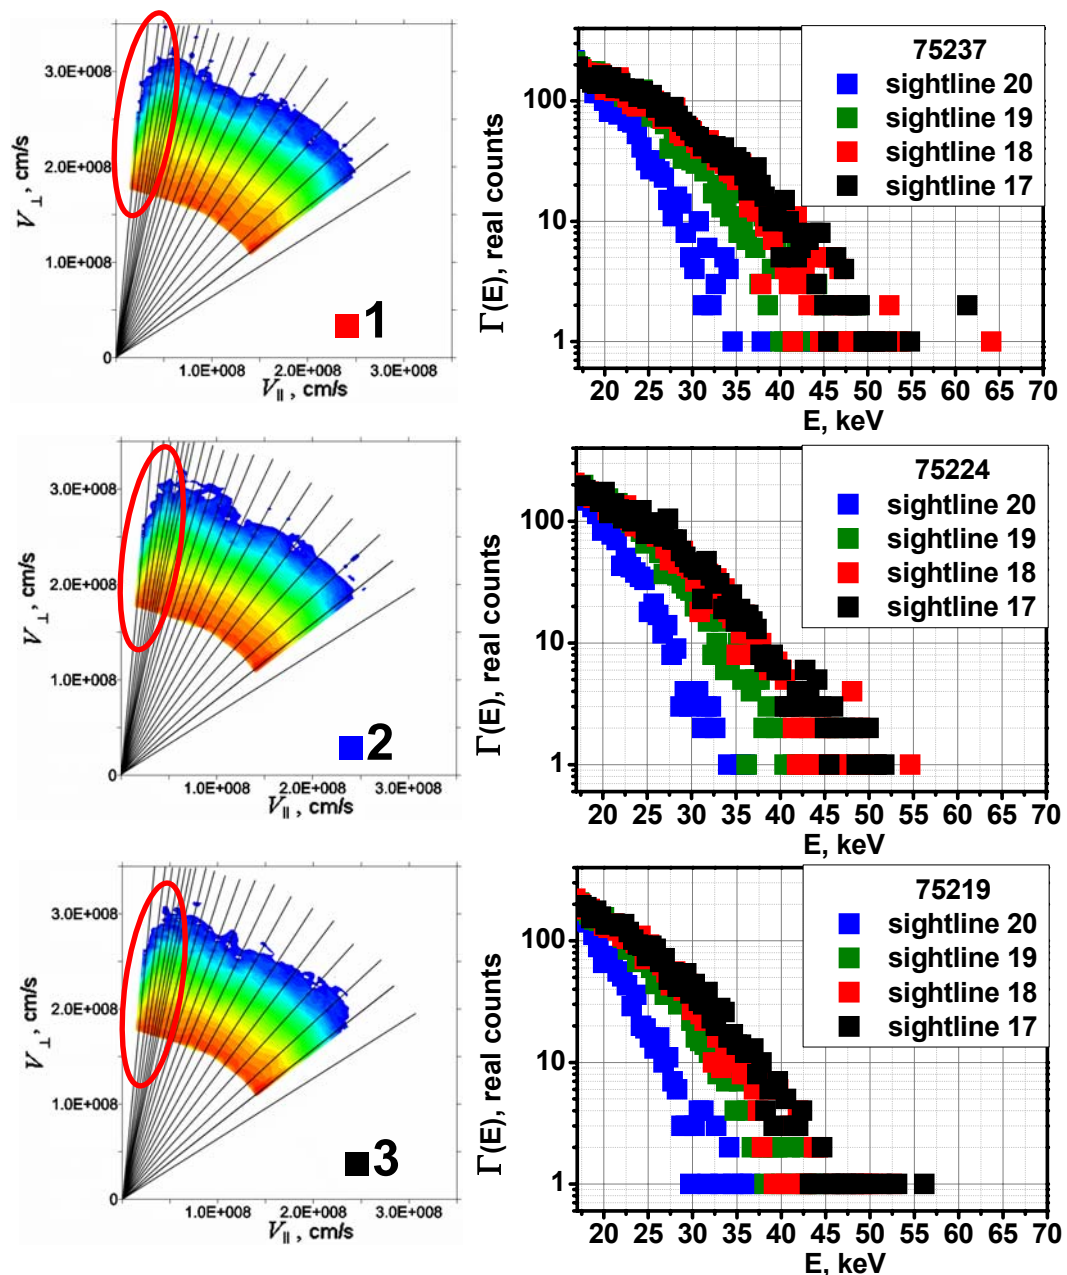 3.0E+008
2.0E+008
1.0E+008
0
V⊥, cm/s
1.0E+008 2.0E+008 3.0E+008
V||, cm/s
1
75237
sightline 20
sightline 19
sightline 18
sightline 17
100
10
1
Γ(E), real counts
20 25 30 35 40 45 50 55 60 65 70
E, keV
3.0E+008
2.0E+008
1.0E+008
0
V⊥, cm/s
1.0E+008 2.0E+008 3.0E+008
V||, cm/s
2
75224
sightline 20
sightline 19
sightline 18
sightline 17
100
10
1
Γ(E), real counts
20 25 30 35 40 45 50 55 60 65 70
E, keV
3.0E+008
2.0E+008
1.0E+008
0
V⊥, cm/s
1.0E+008 2.0E+008 3.0E+008
V||, cm/s
3
75219
sightline 20
sightline 19
sightline 18
sightline 17
100
10
1
Γ(E), real counts
20 25 30 35 40 45 50 55 60 65 70
E, keV